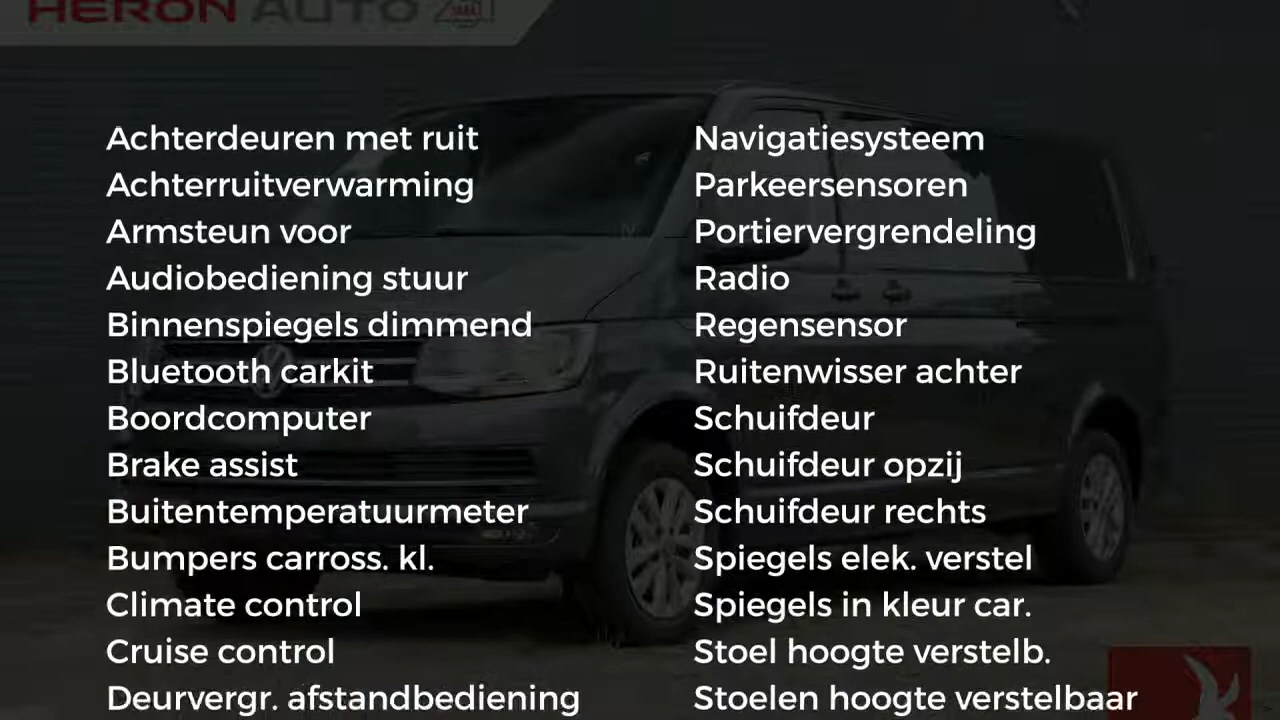 HERON AUTO
Achterdeuren met ruit
Achterruitverwarming
Armsteun voor
Audiobediening stuur
Binnenspiegels dimmend
Bluetooth carkit
Boordcomputer
Brake assist
Buitentemperatuurmeter
Bumpers carross. kl.
Climate control
Cruise control
Deurvergr. afstandbediening
Navigatiesysteem
Parkeersensoren
Portiervergrendeling
Radio
Regensensor
Ruitenwisser achter
Schuifdeur
Schuifdeur opzij
Schuifdeur rechts
Spiegels elek. verstel
Spiegels in kleur car.
Stoel hoogte verstelb.
Stoelen hoogte verstelbaar